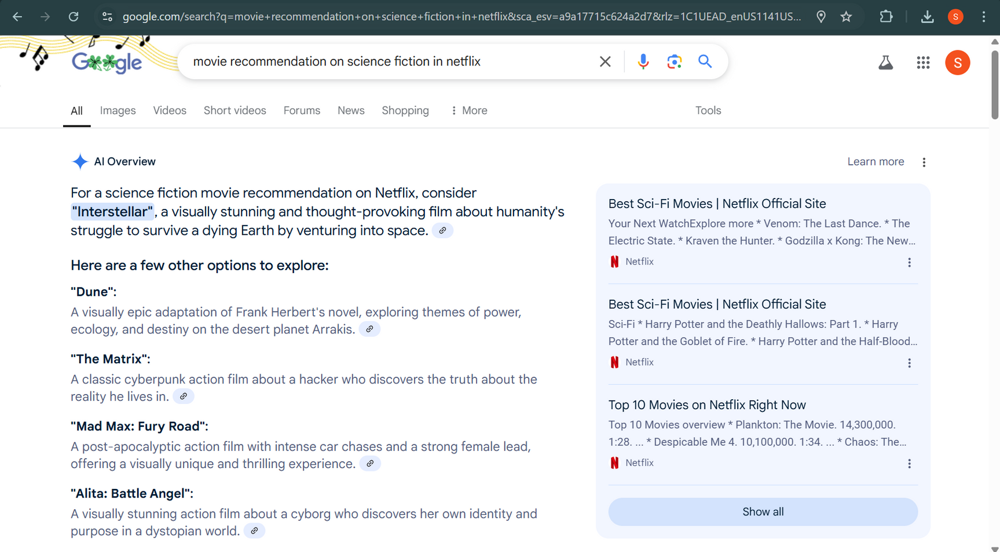 google.com/search?q=movie+recommendation+on+science+fiction+in+netflix&sca_esv=a9a17715c624a2d7&rlz=1C1UEAD_enUS1141US...
S
Google
movie recommendation on science fiction in netflix
S
All Images Videos Short videos Forums News Shopping More Tools
AI Overview
Learn more
For a science fiction movie recommendation on Netflix, consider
"Interstellar", a visually stunning and thought-provoking film about humanity's
struggle to survive a dying Earth by venturing into space.
Here are a few other options to explore:
"Dune":
A visually epic adaptation of Frank Herbert's novel, exploring themes of power,
ecology, and destiny on the desert planet Arrakis.
"The Matrix":
A classic cyberpunk action film about a hacker who discovers the truth about the
reality he lives in.
"Mad Max: Fury Road":
A post-apocalyptic action film with intense car chases and a strong female lead,
offering a visually unique and thrilling experience.
"Alita: Battle Angel":
A visually stunning action film about a cyborg who discovers her own identity and
purpose in a dystopian world.
Best Sci-Fi Movies | Netflix Official Site
Your Next WatchExplore more * Venom: The Last Dance. * The
Electric State. * Kraven the Hunter. * Godzilla x Kong: The New...
N Netflix
Best Sci-Fi Movies | Netflix Official Site
Sci-Fi * Harry Potter and the Deathly Hallows: Part 1. * Harry
Potter and the Goblet of Fire. * Harry Potter and the Half-Blood...
N Netflix
Top 10 Movies on Netflix Right Now
Top 10 Movies overview * Plankton: The Movie. 14,300,000.
1:28. ... * Despicable Me 4. 10,100,000. 1:34. ... * Chaos: The...
N Netflix
Show all